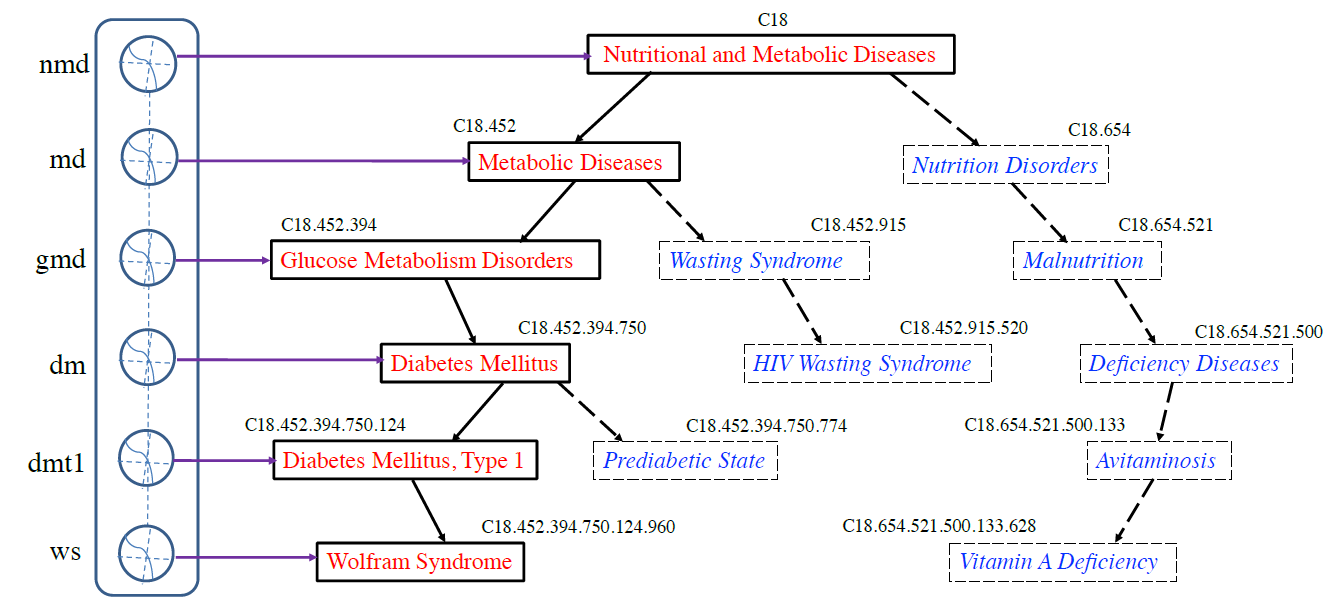 C18
nmd
Nutritional and Metabolic Diseases
C18.452
C18.654
md
Metabolic Diseases
Nutrition Disorders
C18.452.394
C18.452.915
C18.654.521
gmd
Glucose Metabolism Disorders
Wasting Syndrome
Malnutrition
C18.452.394.750
C18.452.915.520
C18.654.521.500
dm
Diabetes Mellitus
HIV Wasting Syndrome
Deficiency Diseases
C18.452.394.750.124
C18.452.394.750.774
C18.654.521.500.133
dmt1
Diabetes Mellitus, Type 1
Prediabetic State
Avitaminosis
C18.452.394.750.124.960
C18.654.521.500.133.628
ws
Wolfram Syndrome
Vitamin A Deficiency